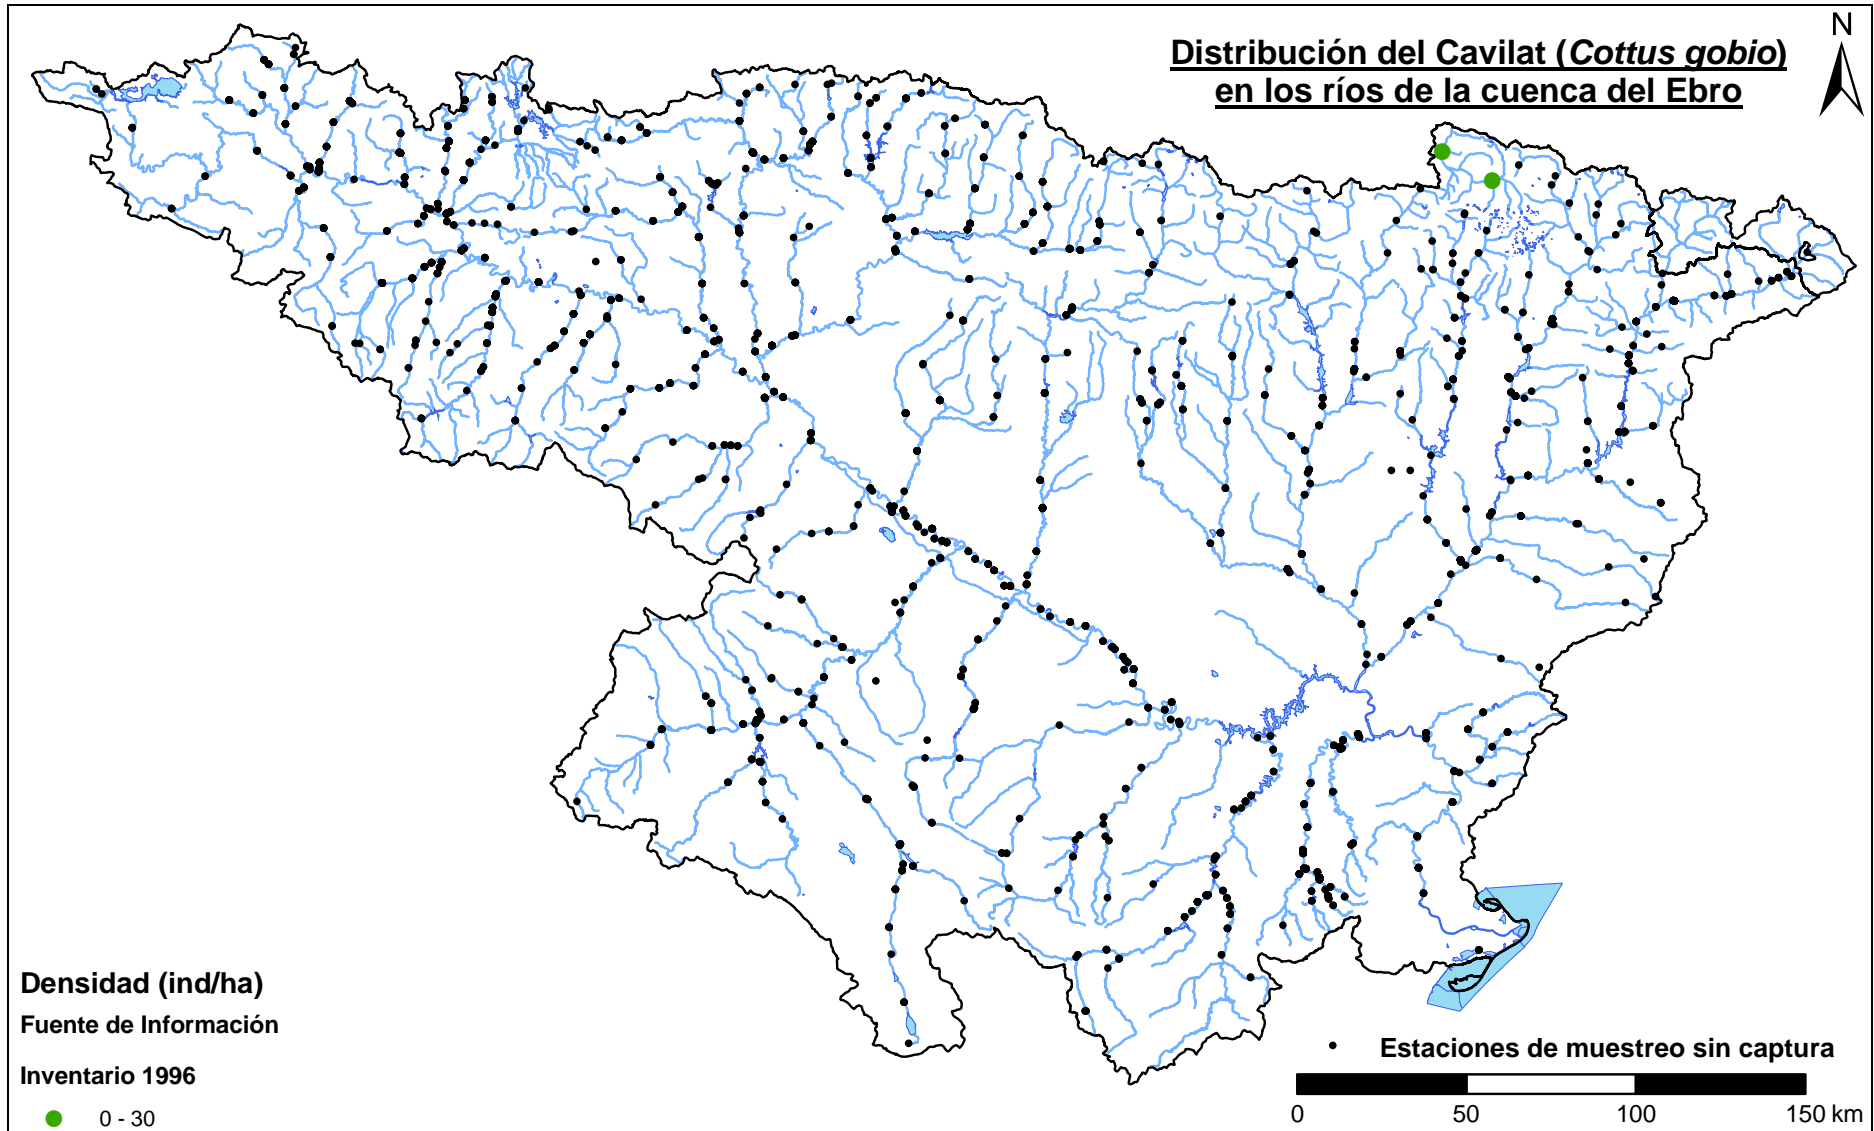 Distribución del Cavilat (Cottus gobio)
en los ríos de la cuenca del Ebro
N
Densidad (ind/ha)
Fuente de Información
Inventario 1996
0 - 30
Estaciones de muestreo sin captura
0 50 100 150 km